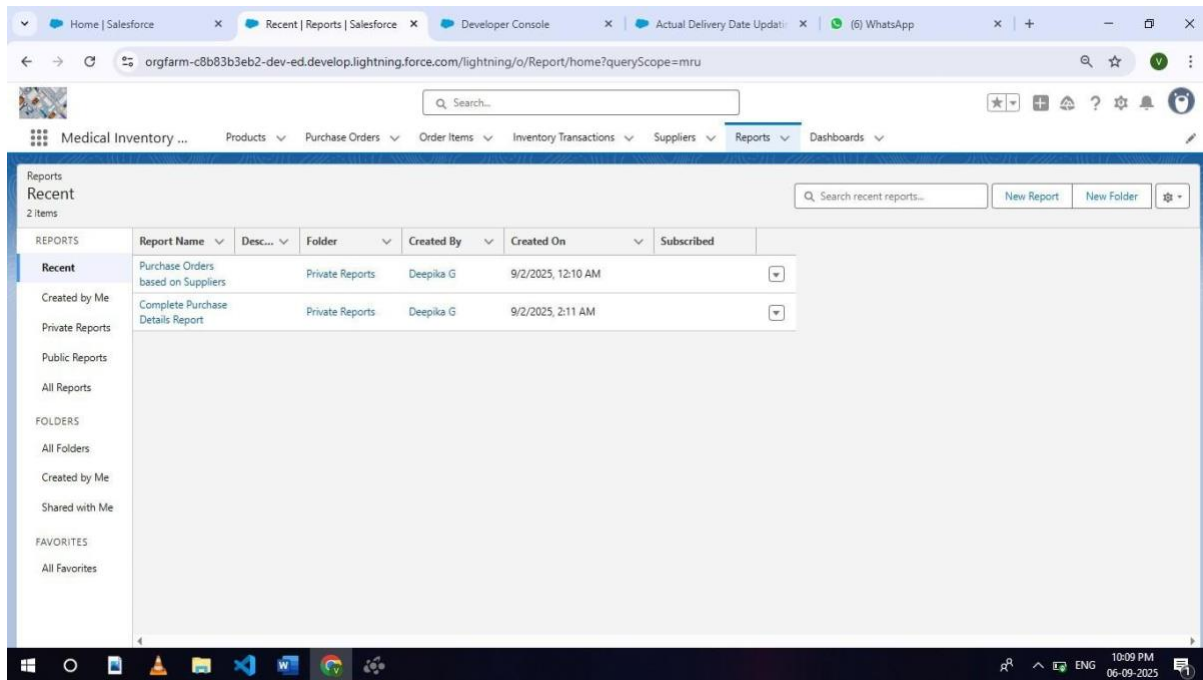 Home | Salesforce
Recent | Reports | Salesforce
Developer Console
Actual Delivery Date Updatin
(6) WhatsApp
orgfarm-c8b83b3eb2-dev-ed.develop.lightning.force.com/lightning/o/Report/home?queryScope=mru
V
Search...
Medical Inventory ...
Products
Purchase Orders
Order Items
Inventory Transactions
Suppliers
Reports
Dashboards
Reports
Recent
2 items
Search recent reports...
New Report
New Folder
REPORTS
Report Name
Desc...
Folder
Created By
Created On
Subscribed
Recent
Purchase Orders
based on Suppliers
Private Reports
Deepika G
9/2/2025, 12:10 AM
Created by Me
Complete Purchase
Details Report
Private Reports
Deepika G
9/2/2025, 2:11 AM
Private Reports
Public Reports
All Reports
FOLDERS
All Folders
Created by Me
Shared with Me
FAVORITES
All Favorites
ENG
10:09 PM
06-09-2025